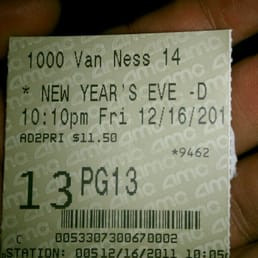 1000 Van Ness 14
* NEW YEAR'S EVE -D
10:10pm Fri 12/16/201
AD2PRI $11.50
*9462
13 PG13
C 0053307300670002
STATION: 00512/16/2011 10:05
amc